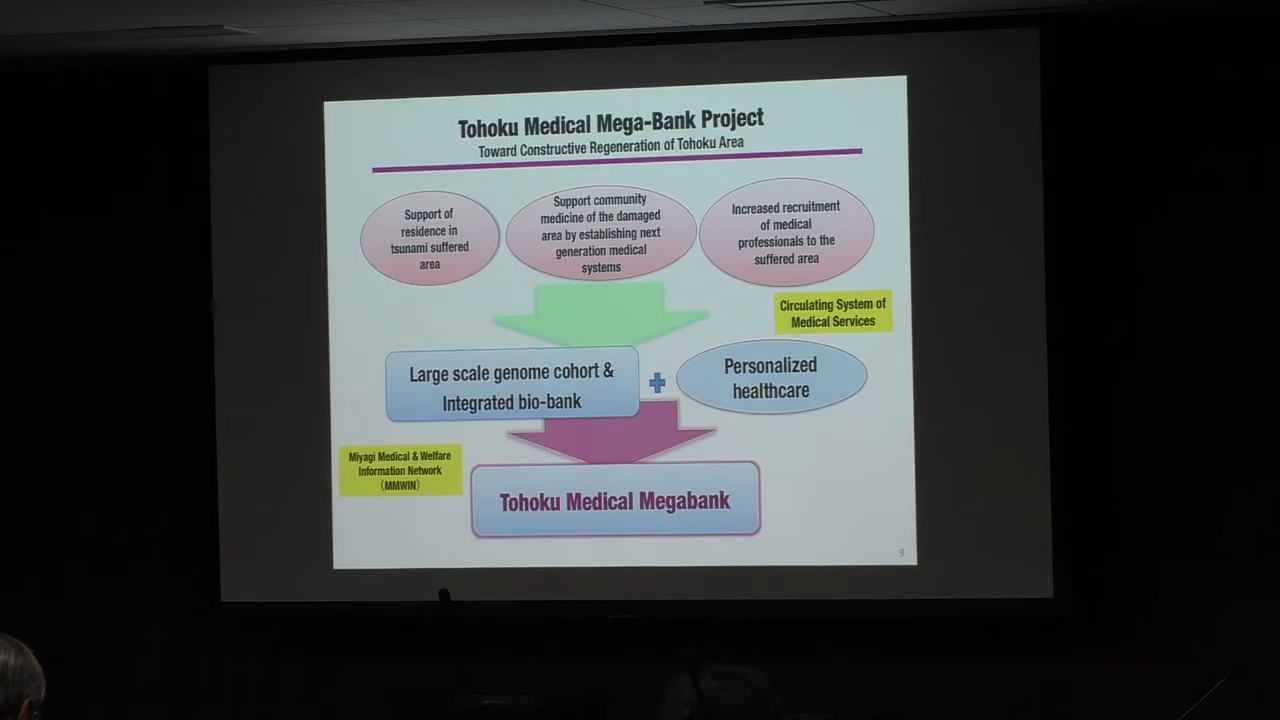 Tohoku Medical Mega-Bank Project
Toward Constructive Regeneration of Tohoku Area
Support of
residence in
tsunami suffered
area
Support community
medicine of the damaged
area by establishing next
generation medical
systems
Increased recruitment
of medical
professionals to the
suffered area
Circulating System of
Medical Services
Large scale genome cohort &
Integrated bio-bank
Personalized
healthcare
Miyagi Medical & Welfare
Information Network
(MMWIN)
Tohoku Medical Megabank
9